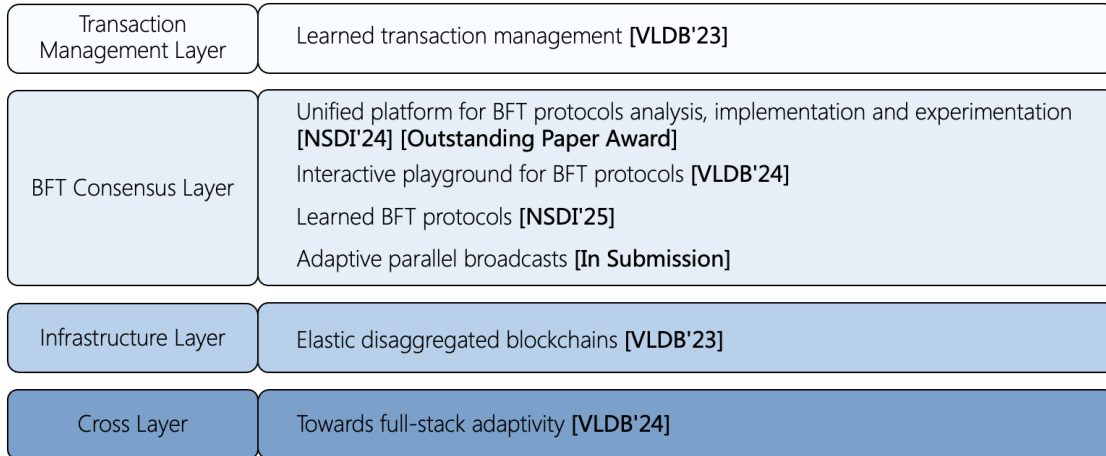 Transaction
Management Layer
Learned transaction management [VLDB'23]
BFT Consensus Layer
Unified platform for BFT protocols analysis, implementation and experimentation
[NSDI'24] [Outstanding Paper Award]
Interactive playground for BFT protocols [VLDB'24]
Learned BFT protocols [NSDI'25]
Adaptive parallel broadcasts [In Submission]
Infrastructure Layer
Elastic disaggregated blockchains [VLDB'23]
Cross Layer
Towards full-stack adaptivity [VLDB'24]